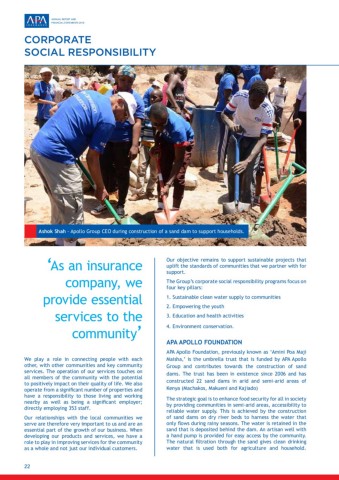 APA
ANNUAL REPORT AND
FINANCIAL STATEMENTS
CORPORATE
SOCIAL RESPONSIBILITY
Ashok Shah - Apollo Group CEO during construction of a sand dam to support households.
‘As an insurance
company, we
provide essential
services to the
community’
We play a role in connecting people with each
other, with other communities and key community
services. The operation of our services touches on
all members of the community with the potential
to positively impact on their quality of life. We also
operate from a significant number of properties and
have a responsibility to those living and working
nearby as well as being a significant employer;
directly employing 353 staff.
Our relationships with the local communities we
serve are therefore very important to us and are an
essential part of the growth of our business. When
developing our products and services, we have a
role to play in improving services for the community
as a whole and not just our individual customers.
Our objective remains to support sustainable projects that
uplift the standards of communities that we partner with for
support.
The Group’s corporate social responsibility programs focus on
four key pillars:
1. Sustainable clean water supply to communities
2. Empowering the youth
3. Education and health activities
4. Environment conservation.
APA APOLLO FOUNDATION
APA Apollo Foundation, previously known as ‘Amini Poa Maji
Maisha,’ is the umbrella trust that is funded by APA Apollo
Group and contributes towards the construction of sand
dams. The trust has been in existence since 2006 and has
constructed 22 sand dams in arid and semi-arid areas of
Kenya (Machakos, Makueni and Kajiado)
The strategic goal is to enhance food security for all in society
by providing communities in semi-arid areas, accessibility to
reliable water supply. This is achieved by the construction
of sand dams on dry river beds to harness the water that
only flows during rainy seasons. The water is retained in the
sand that is deposited behind the dam. An artisan well with
a hand pump is provided for easy access by the community.
The natural filtration through the sand gives clean drinking
water that is used both for agriculture and household.
22